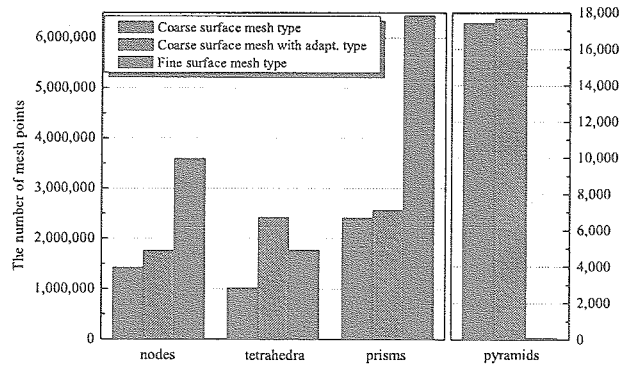 Coarse surface mesh type
Coarse surface mesh with adapt. type
Fine surface mesh type
The number of mesh points
6,000,000
5,000,000
4,000,000
3,000,000
2,000,000
1,000,000
0
18,000
16,000
14,000
12,000
10,000
8,000
6,000
4,000
2,000
0
nodes
tetrahedra
prisms
pyramids